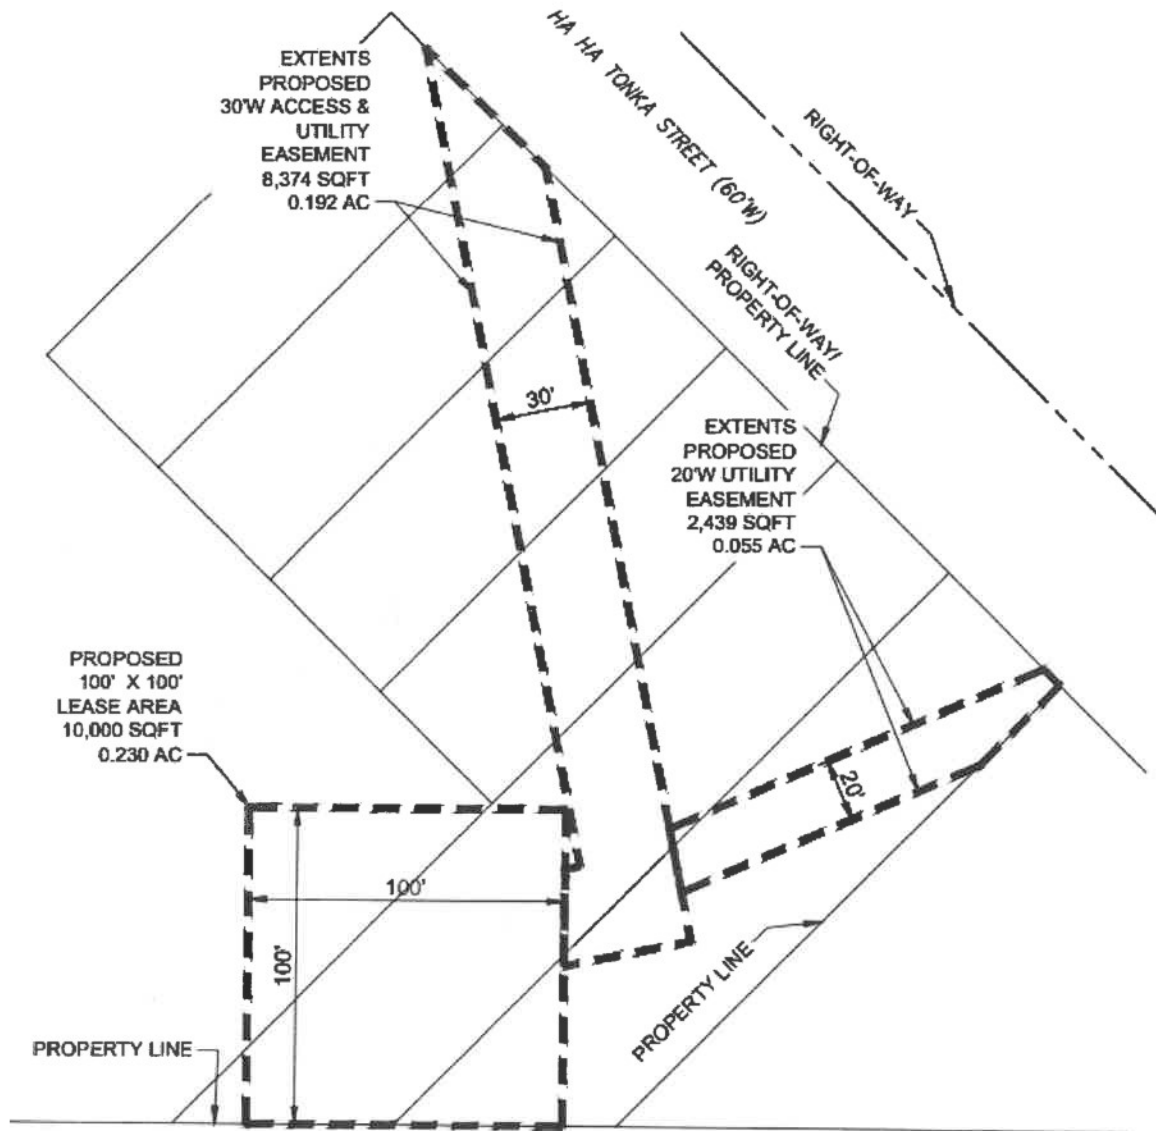 EXTENTS
PROPOSED
30'W ACCESS &
UTILITY
EASEMENT
8,374 SQFT
0.192 AC
HA HA TONKA STREET (60'W)
RIGHT-OF-WAY
RIGHT-OF-WAY/
PROPERTY LINE
30'
EXTENTS
PROPOSED
20'W UTILITY
EASEMENT
2,439 SQFT
0.055 AC
PROPOSED
100' X 100'
LEASE AREA
10,000 SQFT
0.230 AC
20'
100'
100'
PROPERTY LINE
PROPERTY LINE